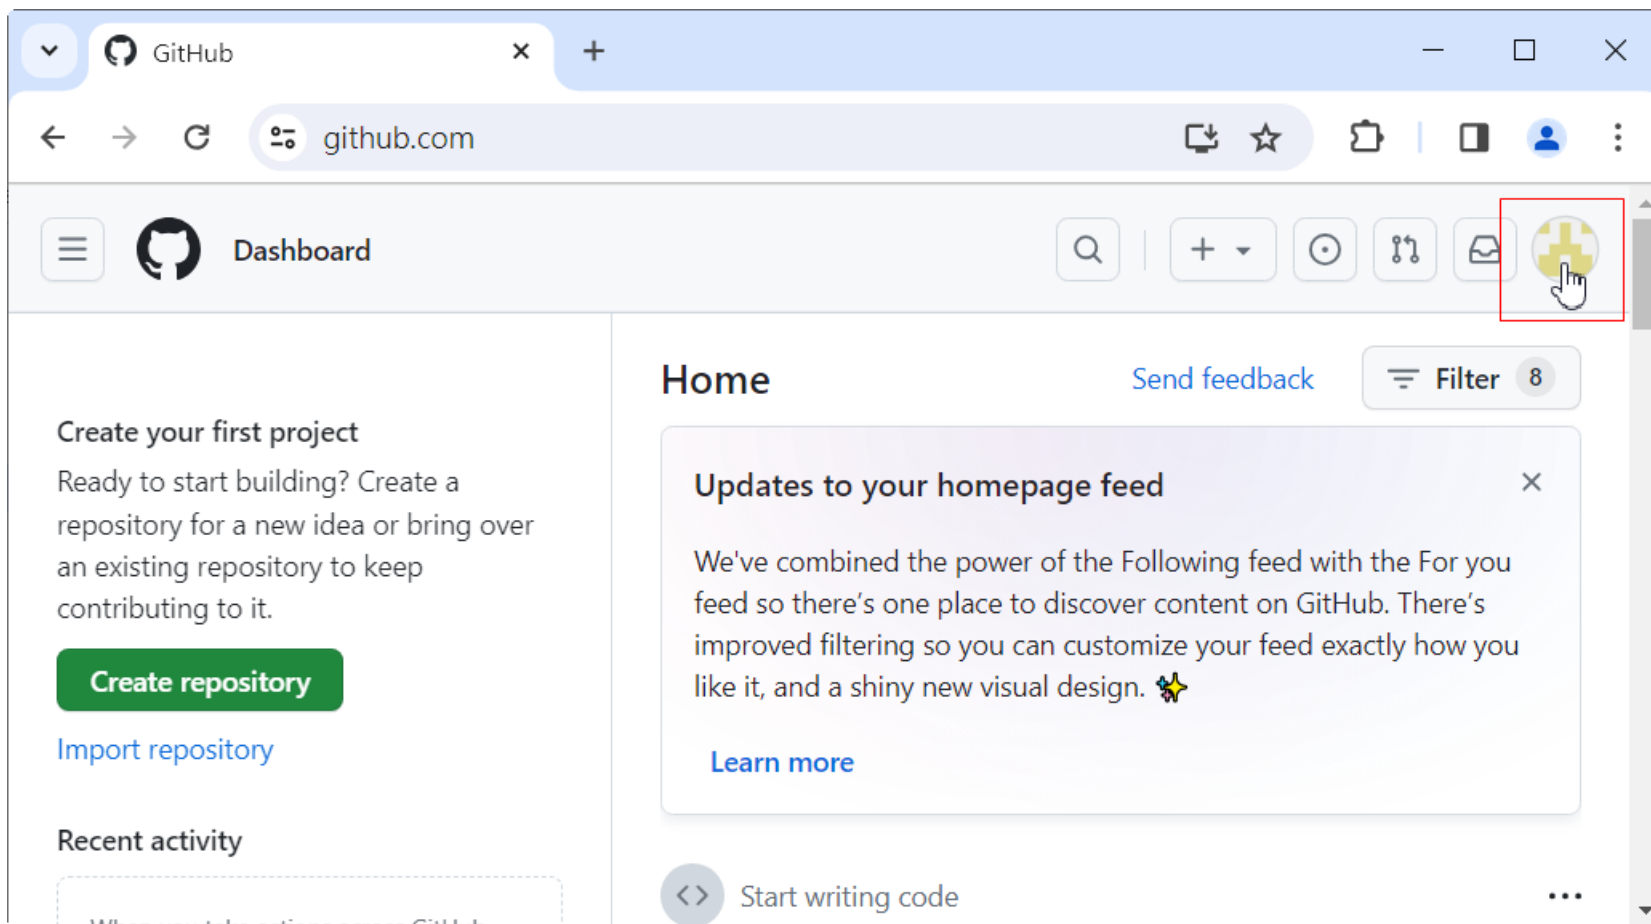 GitHub
github.com
Dashboard
Create your first project
Ready to start building? Create a
repository for a new idea or bring over
an existing repository to keep
contributing to it.
Create repository
Import repository
Recent activity
Home
Send feedback
Filter 8
Updates to your homepage feed
We've combined the power of the Following feed with the For you
feed so there’s one place to discover content on GitHub. There’s
improved filtering so you can customize your feed exactly how you
like it, and a shiny new visual design.
Learn more
Start writing code